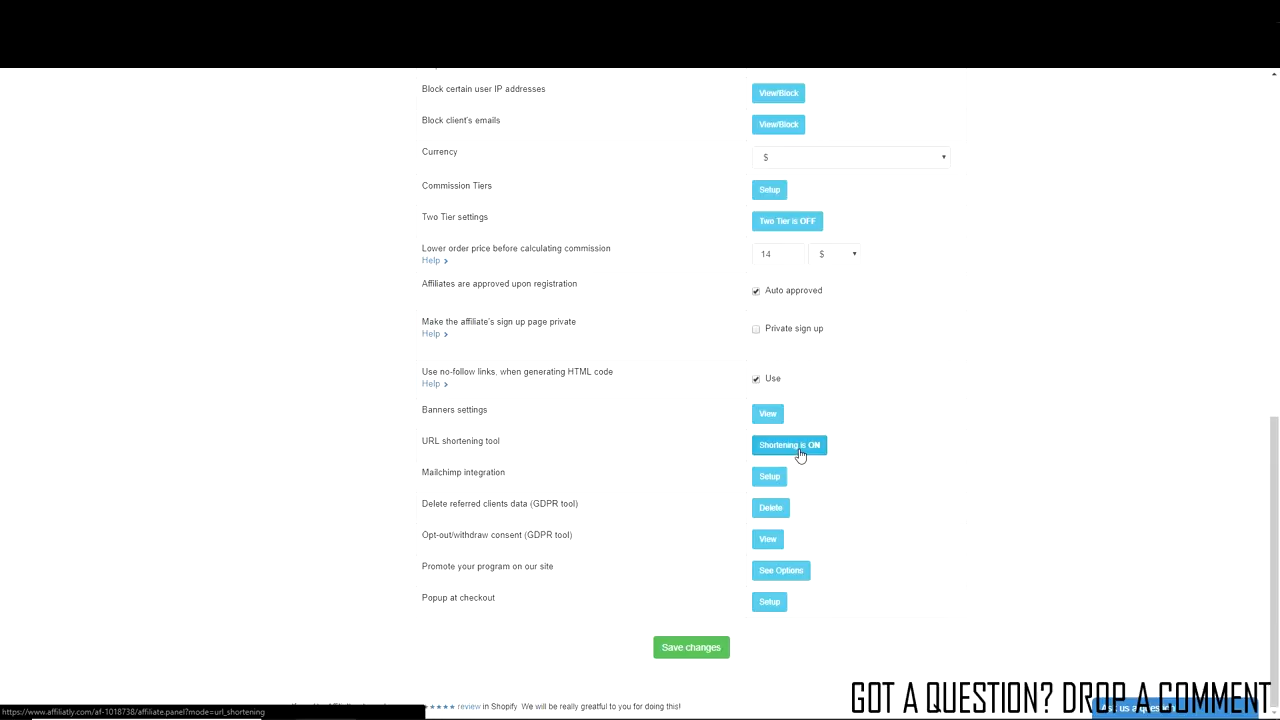 Block certain user IP addresses View/Block
Block client's emails View/Block
Currency $
Commission Tiers Setup
Two Tier settings Two Tier is OFF
Lower order price before calculating commission 14 $
Help ›
Affiliates are approved upon registration Auto approved
Make the affiliate's sign up page private Private sign up
Help ›
Use no-follow links, when generating HTML code Use
Help ›
Banners settings View
URL shortening tool Shortening is ON
Mailchimp integration Setup
Delete referred clients data (GDPR tool) Delete
Opt-out/withdraw consent (GDPR tool) View
Promote your program on our site See Options
Popup at checkout Setup
Save changes
GOT A QUESTION? DROP A COMMENT
★★★★★ review in Shopify. We will be really greatful to you for doing this! Ask us a
https://www.affiliatly.com/af-1018738/affiliate.panel?mode=url_shortening